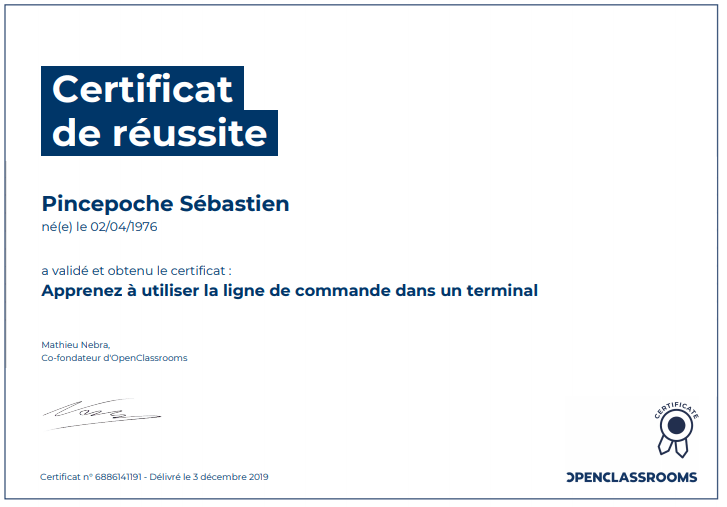 Certificat
de réussite
Pincepoche Sébastien
né(e) le 02/04/1976
a validé et obtenu le certificat :
Apprenez à utiliser la ligne de commande dans un terminal
Mathieu Nebra,
Co-fondateur d'OpenClassrooms
CERTIFICATE
OPENCLASSROOMS
Certificat n° 6886141191 - Délivré le 3 décembre 2019